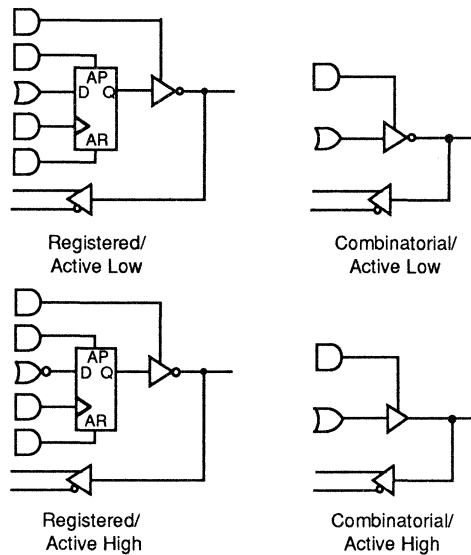 AP
D Q
AR
Registered/
Active Low
Combinatorial/
Active Low
AP
D Q
AR
Registered/
Active High
Combinatorial/
Active High